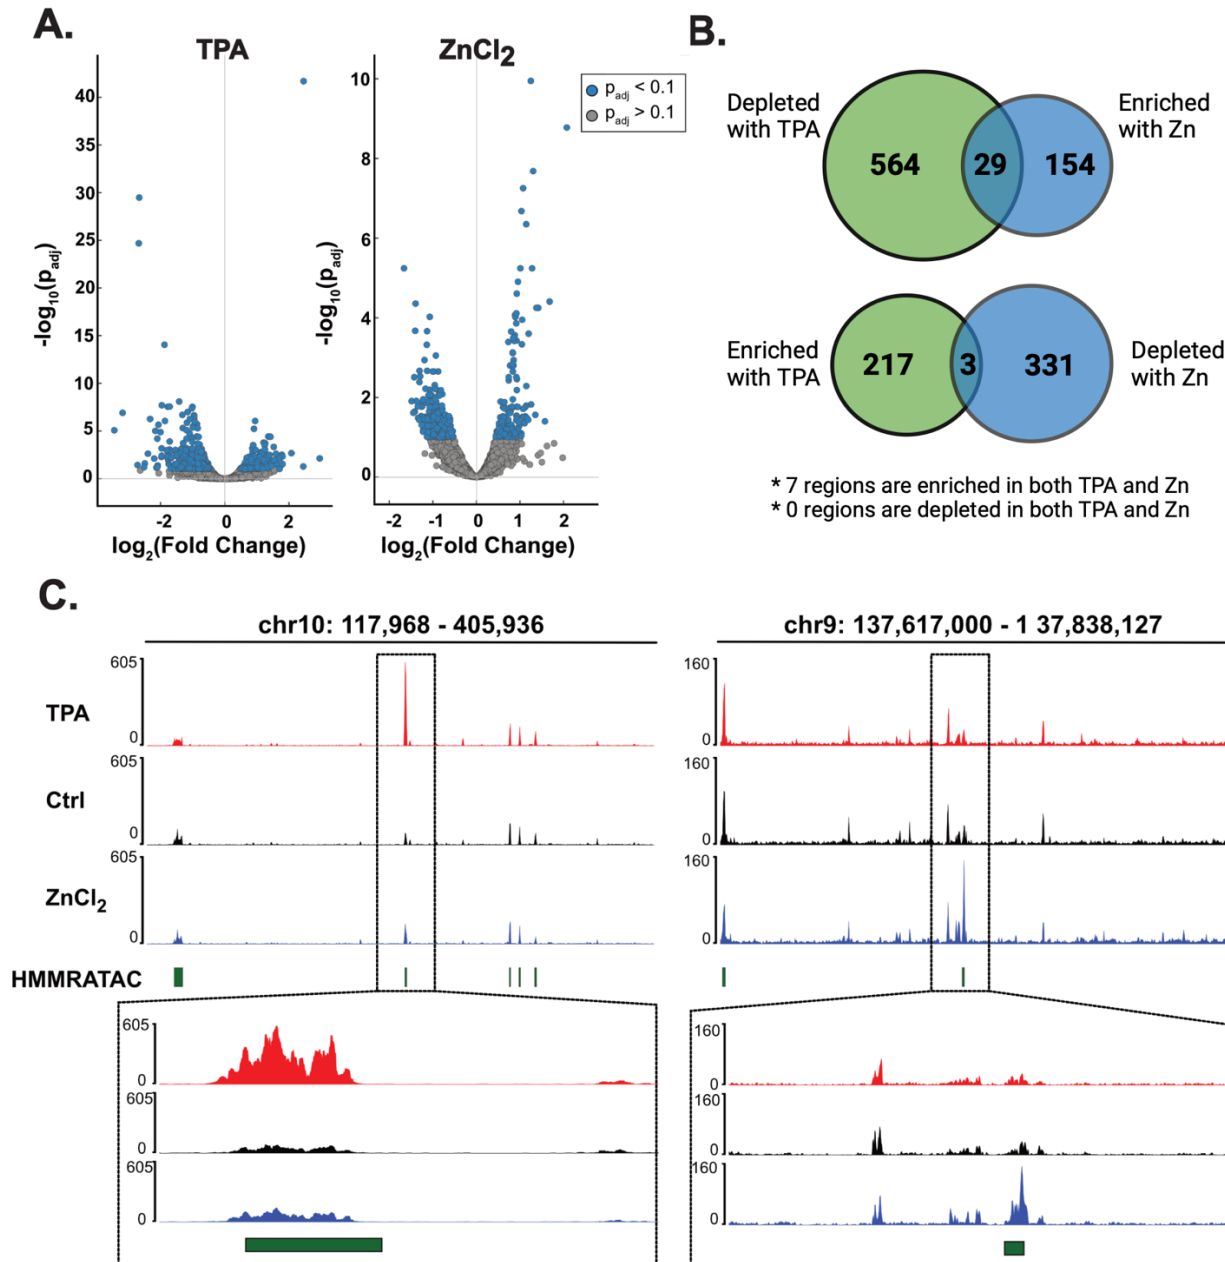 A.
TPA
ZnCl2
-log10(padj)
40
35
30
25
20
15
10
5
0
-2
0
2
log2(Fold Change)
-log10(padj)
10
8
6
4
2
0
-2
-1
0
1
2
log2(Fold Change)
padj < 0.1
padj > 0.1
B.
Depleted
with TPA
564
29
154
Enriched
with Zn
Enriched
with TPA
217
3
331
Depleted
with Zn
* 7 regions are enriched in both TPA and Zn
* 0 regions are depleted in both TPA and Zn
C.
chr10: 117,968 - 405,936
chr9: 137,617,000 - 1 37,838,127
TPA
605
0
160
0
Ctrl
605
0
160
0
ZnCl2
605
0
160
0
HMMRATAC
605
0
605
0
605
0
160
0
160
0
160
0